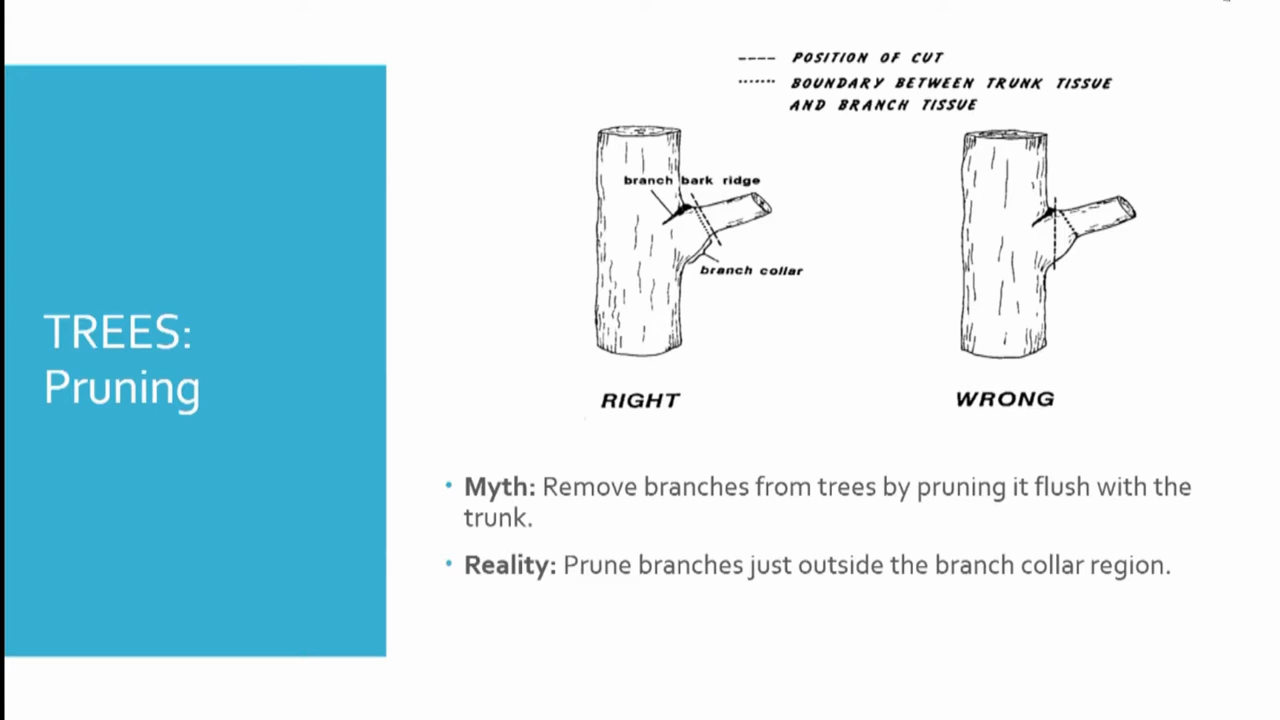 TREES:
Pruning
POSITION OF CUT
BOUNDARY BETWEEN TRUNK TISSUE
AND BRANCH TISSUE
branch bark ridge
branch collar
RIGHT
WRONG
• Myth: Remove branches from trees by pruning it flush with the
trunk.
• Reality: Prune branches just outside the branch collar region.